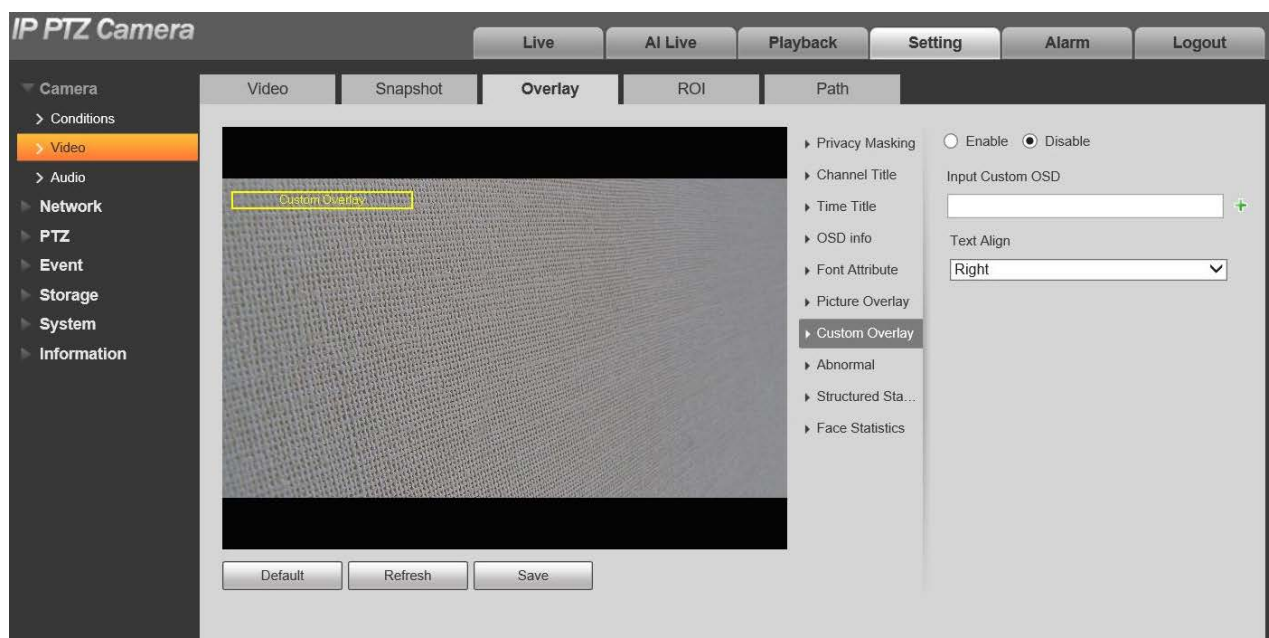 IP PTZ Camera
Live
AI Live
Playback
Setting
Alarm
Logout
Camera
Conditions
Video
Audio
Network
PTZ
Event
Storage
System
Information
Video
Snapshot
Overlay
ROI
Path
Custom Overlay
Privacy Masking
Channel Title
Time Title
OSD info
Font Attribute
Picture Overlay
Custom Overlay
Abnormal
Structured Sta...
Face Statistics
Enable Disable
Input Custom OSD
Text Align
Right
Default
Refresh
Save